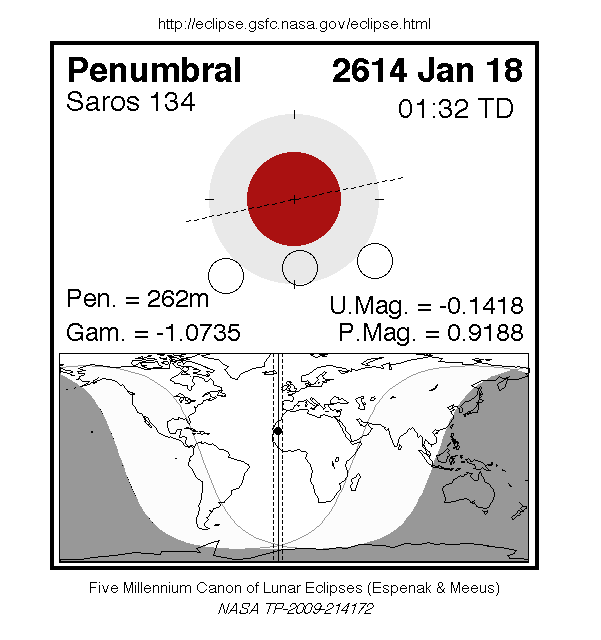 http://eclipse.gsfc.nasa.gov/eclipse.html
Penumbral 2614 Jan 18
Saros 134 01:32 TD
Pen. = 262m U.Mag. = -0.1418
Gam. = -1.0735 P.Mag. = 0.9188
Five Millennium Canon of Lunar Eclipses (Espenak & Meeus)
NASA TP-2009-214172